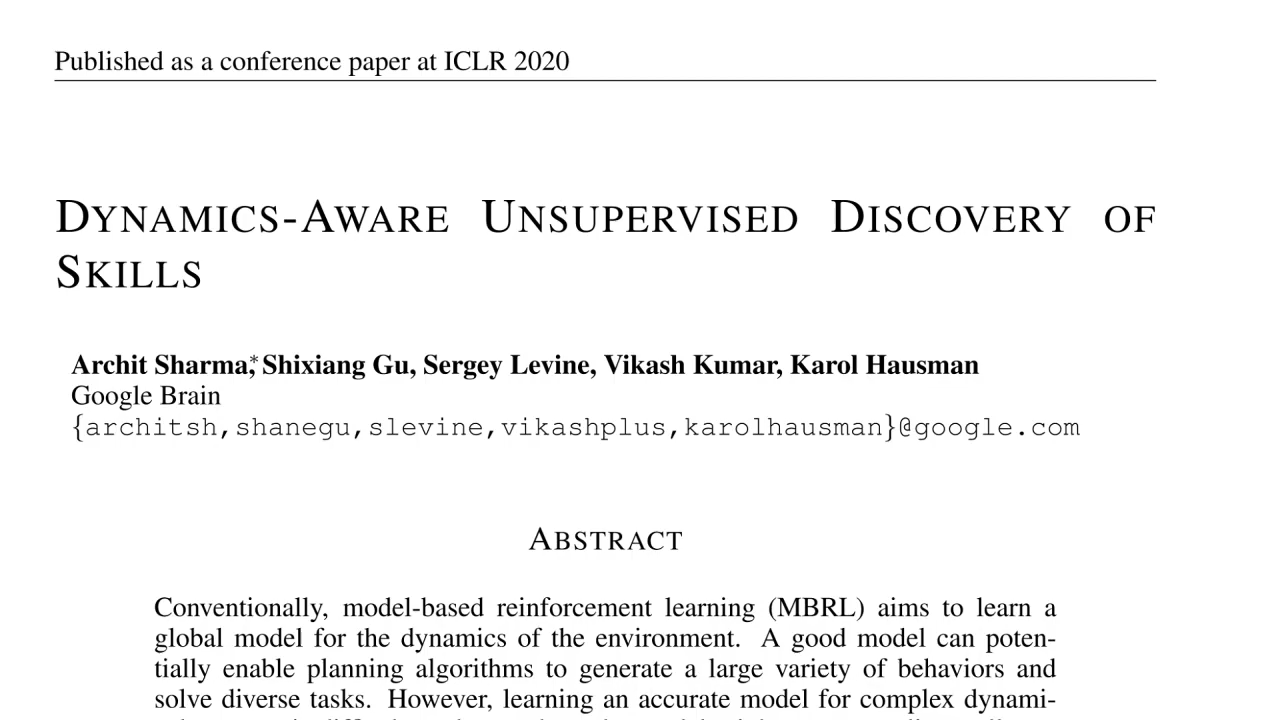 Published as a conference paper at ICLR 2020
DYNAMICS-AWARE UNSUPERVISED DISCOVERY OF
SKILLS
Archit Sharma,* Shixiang Gu, Sergey Levine, Vikash Kumar, Karol Hausman
Google Brain
{architsh,shanegu,slevine,vikashplus,karolhausman}@google.com
ABSTRACT
Conventionally, model-based reinforcement learning (MBRL) aims to learn a
global model for the dynamics of the environment. A good model can poten-
tially enable planning algorithms to generate a large variety of behaviors and
solve diverse tasks. However, learning an accurate model for complex dynami-